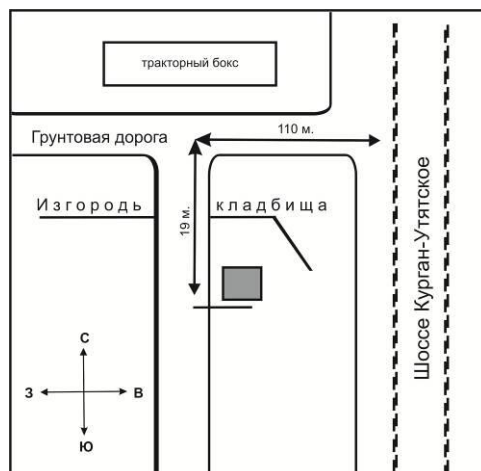 тракторный бокс
110 м.
Грунтовая дорога
Изгородь кладбища
19 м.
Шоссе Курган-Утятское
С
З В
Ю